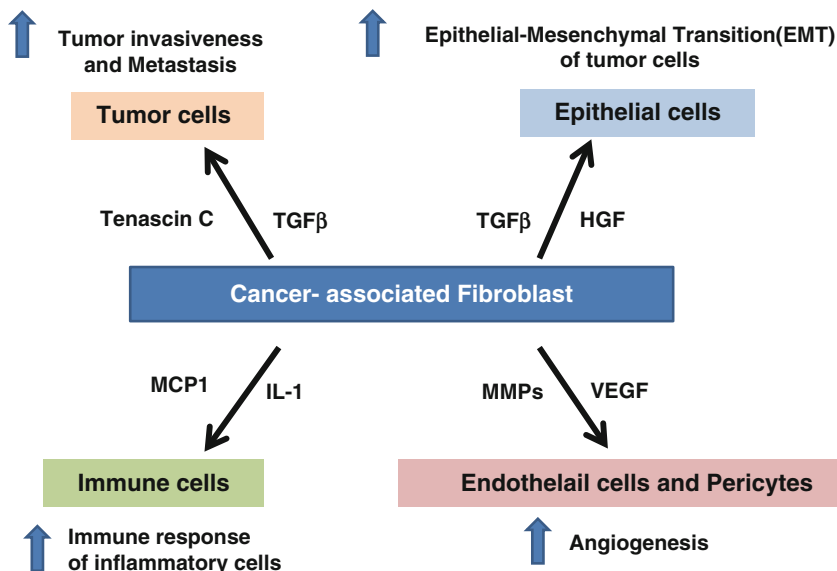 Tumor invasiveness
and Metastasis
Epithelial-Mesenchymal Transition(EMT)
of tumor cells
Tumor cells
Epithelial cells
Tenascin C
TGFβ
TGFβ
HGF
Cancer- associated Fibroblast
MCP1
IL-1
MMPs
VEGF
Immune cells
Endothelail cells and Pericytes
Immune response
of inflammatory cells
Angiogenesis